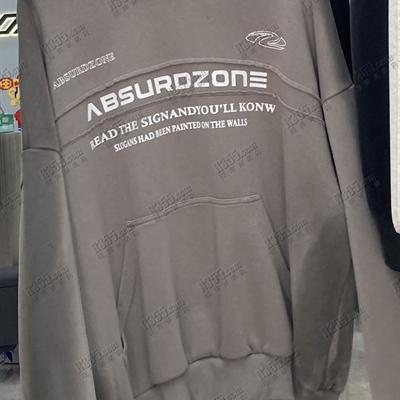 ABSURDZONE
ABSURDZONE
READ THE SIGNANDYOU'LL KONW
SLOGANS HAD BEEN PAINTED ON THE WALLS